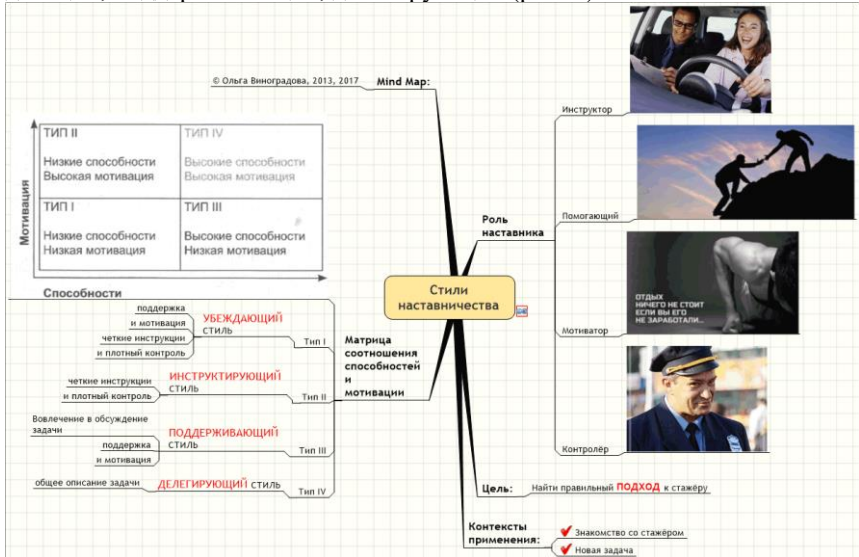 © Ольга Виноградова, 2013, 2017
Mind Map:
Стили
наставничества
Роль
наставника
Инструктор
Помогающий
Мотиватор
ОТДЫХ
НИЧЕГО НЕ СТОИТ
ЕСЛИ ВЫ ЕГО
НЕ ЗАРАБОТАЛИ...
Контролёр
Цель:
Найти правильный ПОДХОД к стажёру
Контексты
применения:
Знакомство со стажёром
Новая задача
Матрица
соотношения
способностей
и
мотивации
Мотивация
ТИП II
Низкие способности
Высокая мотивация
ТИП IV
Высокие способности
Высокая мотивация
ТИП I
Низкие способности
Низкая мотивация
ТИП III
Высокие способности
Низкая мотивация
Способности
Тип I
УБЕЖДАЮЩИЙ
стиль
поддержка
и мотивация
четкие инструкции
и плотный контроль
Тип II
ИНСТРУКТИРУЮЩИЙ
стиль
четкие инструкции
и плотный контроль
Тип III
ПОДДЕРЖИВАЮЩИЙ
стиль
Вовлечение в обсуждение
задачи
поддержка
и мотивация
Тип IV
ДЕЛЕГИРУЮЩИЙ стиль
общее описание задачи